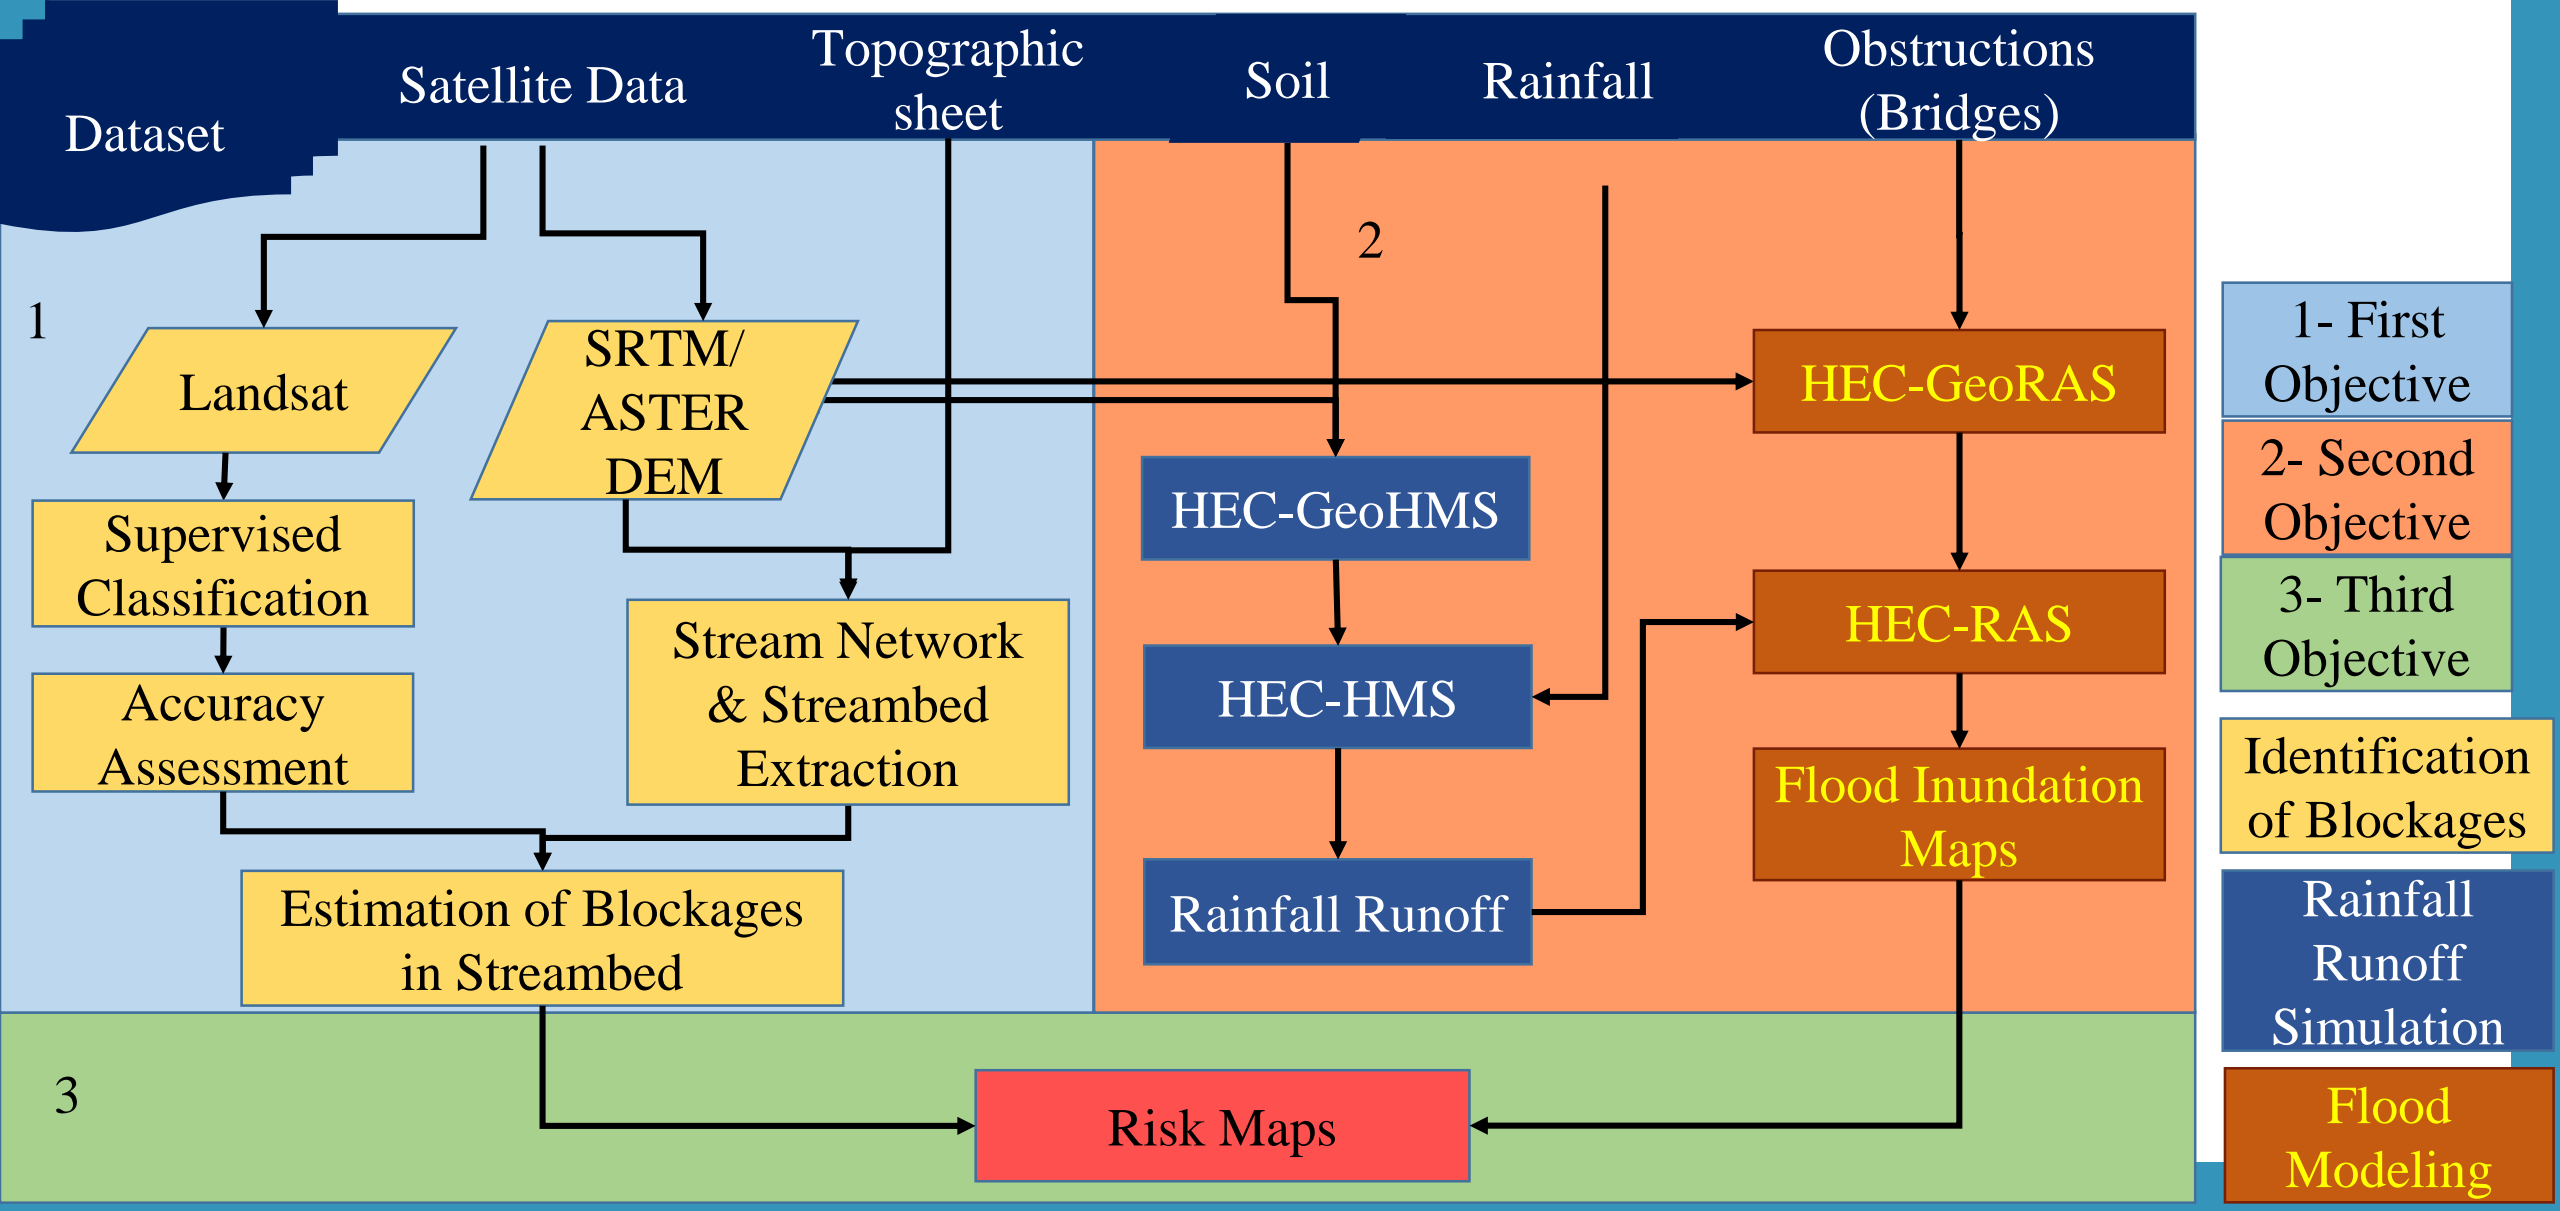 Dataset
Satellite Data
Topographic
sheet
Soil
Rainfall
Obstructions
(Bridges)
1
Landsat
SRTM/
ASTER
DEM
Supervised
Classification
Accuracy
Assessment
Stream Network
& Streambed
Extraction
Estimation of Blockages
in Streambed
2
HEC-GeoHMS
HEC-HMS
Rainfall Runoff
HEC-GeoRAS
HEC-RAS
Flood Inundation
Maps
3
Risk Maps
1- First
Objective
2- Second
Objective
3- Third
Objective
Identification
of Blockages
Rainfall
Runoff
Simulation
Flood
Modeling